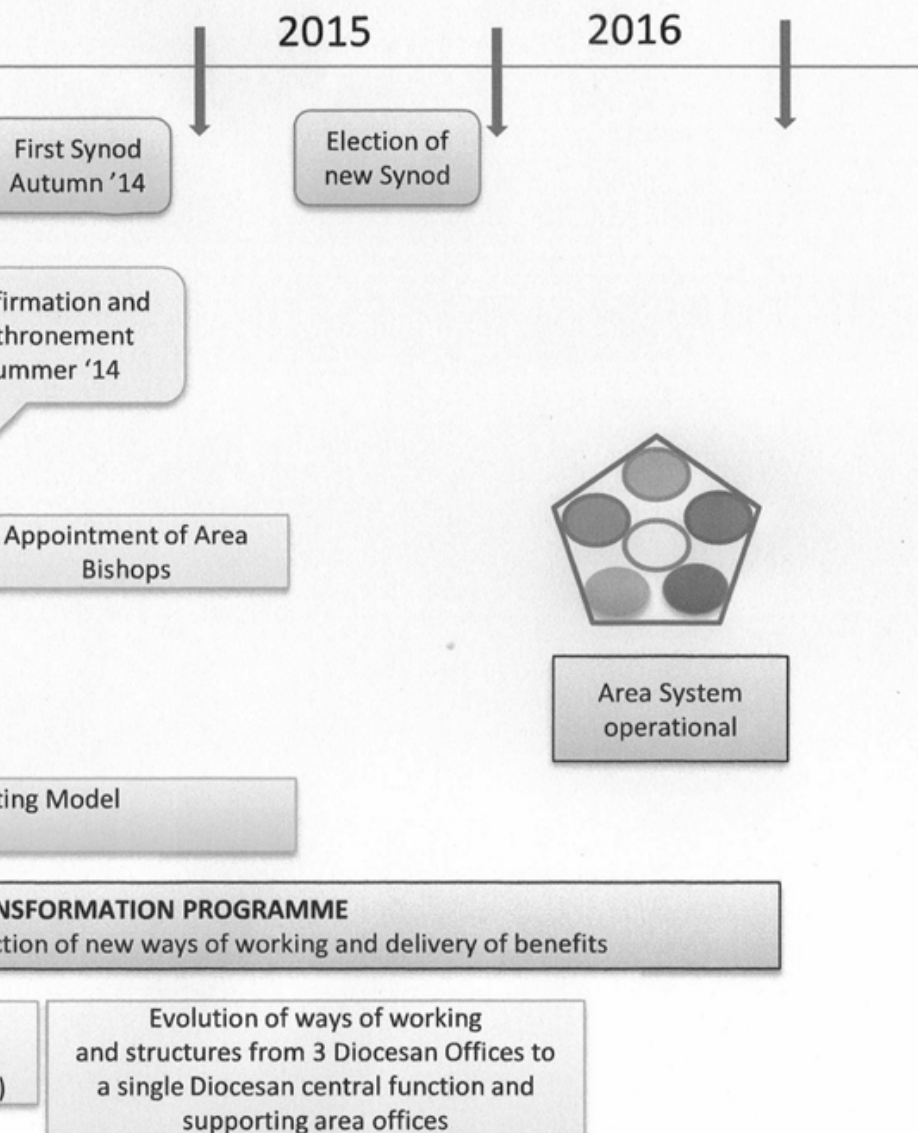 2015
2016
First Synod
Autumn ’14
Election of
new Synod
firmation and
thronement
ummer ‘14
Appointment of Area
Bishops
Area System
operational
ting Model
NSFORMATION PROGRAMME
ction of new ways of working and delivery of benefits
)
Evolution of ways of working
and structures from 3 Diocesan Offices to
a single Diocesan central function and
supporting area offices